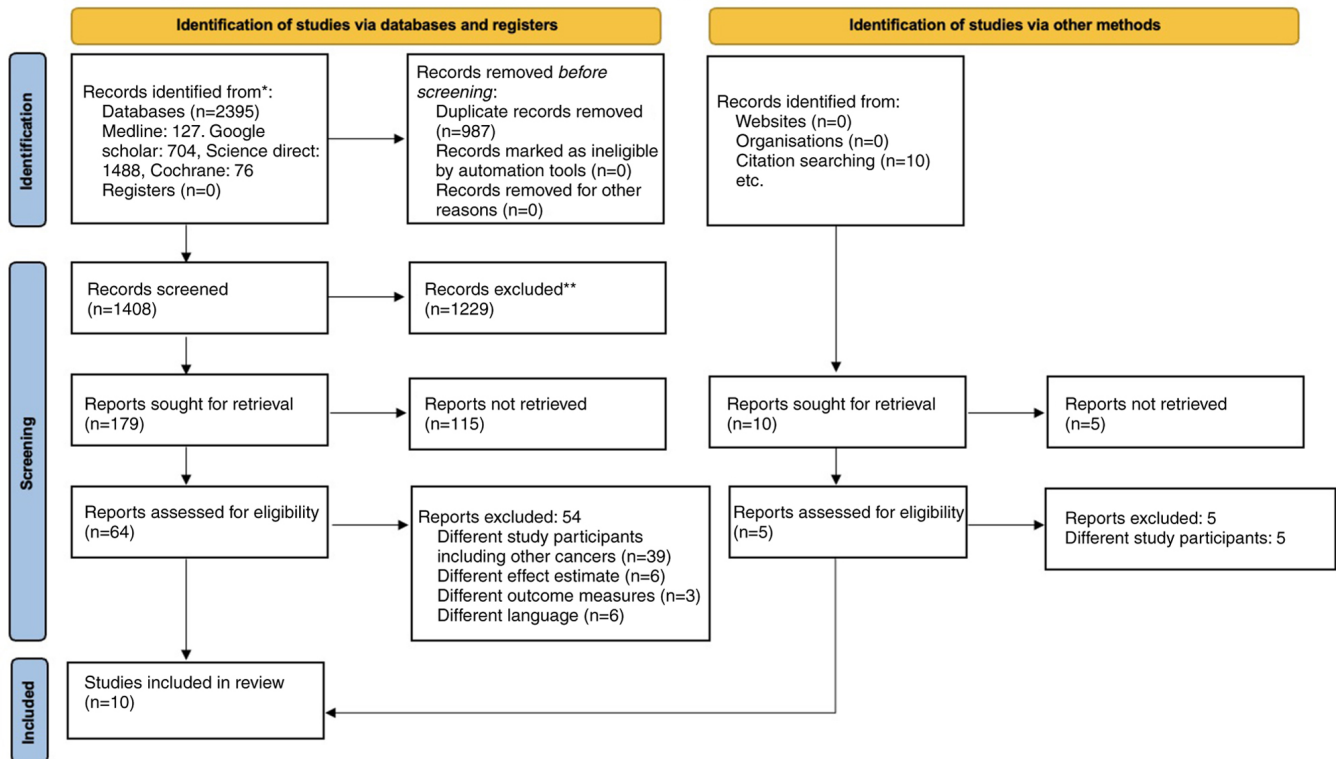 Identification of studies via databases and registers
Identification of studies via other methods
Identification
Records identified from*:
Databases (n=2395)
Medline: 127. Google
scholar: 704, Science direct:
1488, Cochrane: 76
Registers (n=0)
Records removed before
screening:
Duplicate records removed
(n=987)
Records marked as ineligible
by automation tools (n=0)
Records removed for other
reasons (n=0)
Records identified from:
Websites (n=0)
Organisations (n=0)
Citation searching (n=10)
etc.
Screening
Records screened
(n=1408)
Records excluded**
(n=1229)
Reports sought for retrieval
(n=179)
Reports not retrieved
(n=115)
Reports sought for retrieval
(n=10)
Reports not retrieved
(n=5)
Reports assessed for eligibility
(n=64)
Reports excluded: 54
Different study participants
including other cancers (n=39)
Different effect estimate (n=6)
Different outcome measures (n=3)
Different language (n=6)
Reports assessed for eligibility
(n=5)
Reports excluded: 5
Different study participants: 5
Included
Studies included in review
(n=10)